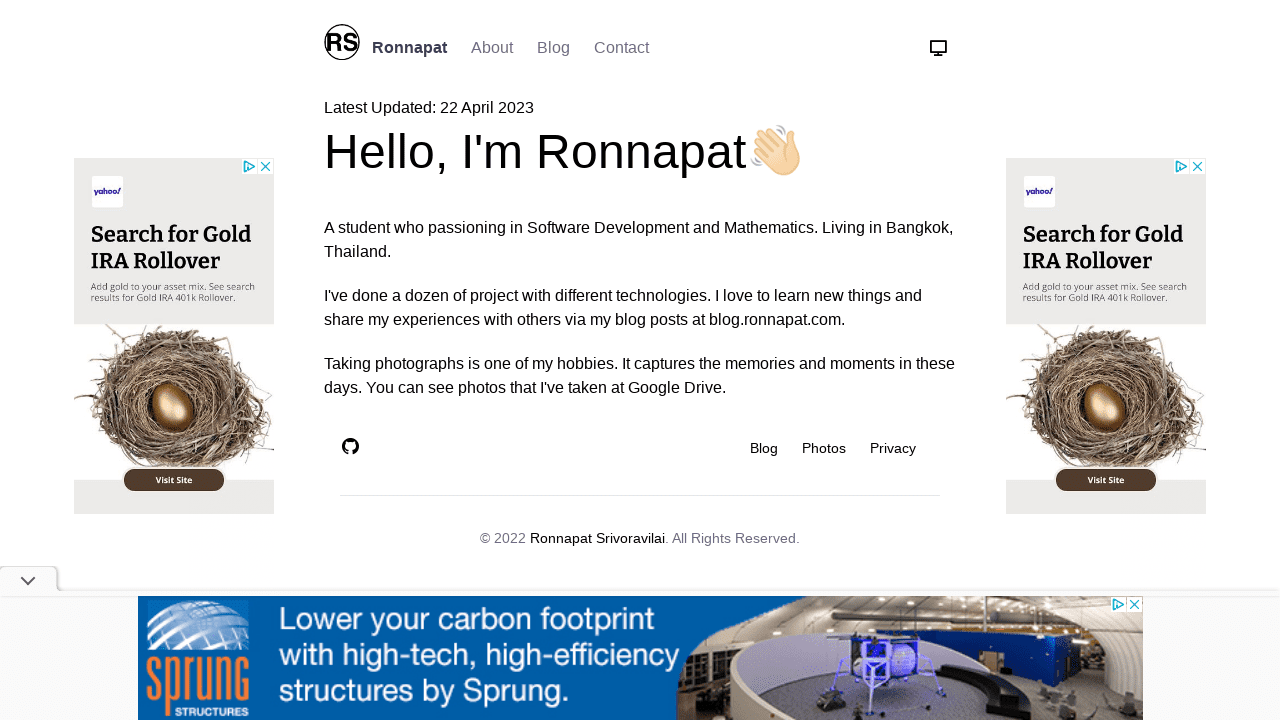 RS
Ronnapat
About
Blog
Contact
Latest Updated: 22 April 2023
Hello, I'm Ronnapat👋🏼
A student who passioning in Software Development and Mathematics. Living in Bangkok,
Thailand.
I've done a dozen of project with different technologies. I love to learn new things and
share my experiences with others via my blog posts at blog.ronnapat.com.
Taking photographs is one of my hobbies. It captures the memories and moments in these
days. You can see photos that I've taken at Google Drive.
Blog
Photos
Privacy
© 2022 Ronnapat Srivoravilai. All Rights Reserved.
yahoo!
Search for Gold
IRA Rollover
Add gold to your asset mix. See search
results for Gold IRA 401k Rollover.
Visit Site
yahoo!
Search for Gold
IRA Rollover
Add gold to your asset mix. See search
results for Gold IRA 401k Rollover.
Visit Site
SPRUNG
STRUCTURES
Lower your carbon footprint
with high-tech, high-efficiency
structures by Sprung.